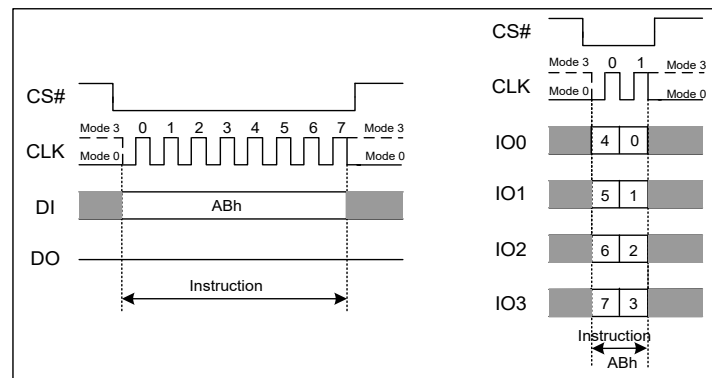 CS#
Mode 3 0 1 2 3 4 5 6 7 Mode 3
CLK
Mode 0 Mode 0
DI ABh
DO
Instruction
CS#
Mode 3 0 1 Mode 3
CLK
Mode 0 Mode 0
IO0 4 0
IO1 5 1
IO2 6 2
IO3 7 3
Instruction
ABh